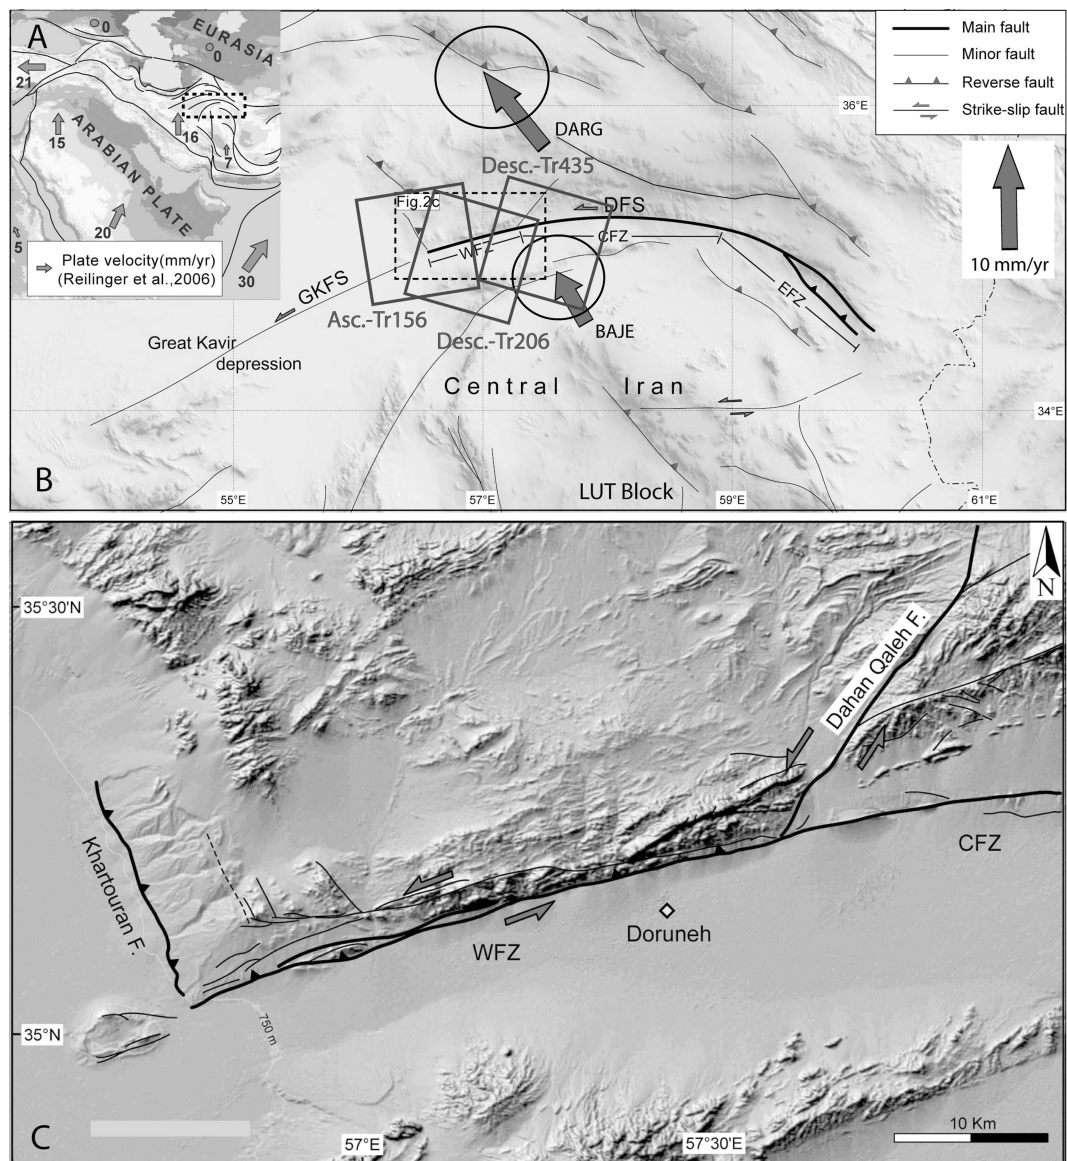 A
0
EURASIA
0
21
15
16
7
ARABIAN PLATE
20
5
30
Plate velocity(mm/yr)
(Reilinger et al.,2006)
Main fault
Minor fault
Reverse fault
Strike-slip fault
36°E
10 mm/yr
DARG
Desc.-Tr435
Fig.2c
DFS
WFZ
CFZ
EFZ
GKFS
Asc.-Tr156
Desc.-Tr206
BAJE
Great Kavir
depression
Central Iran
34°E
B
LUT Block
55°E
57°E
59°E
61°E
N
35°30'N
Dahan Qaleh F.
Khartouran F.
CFZ
WFZ
Doruneh
35°N
750 m
C
57°E
57°30'E
10 Km